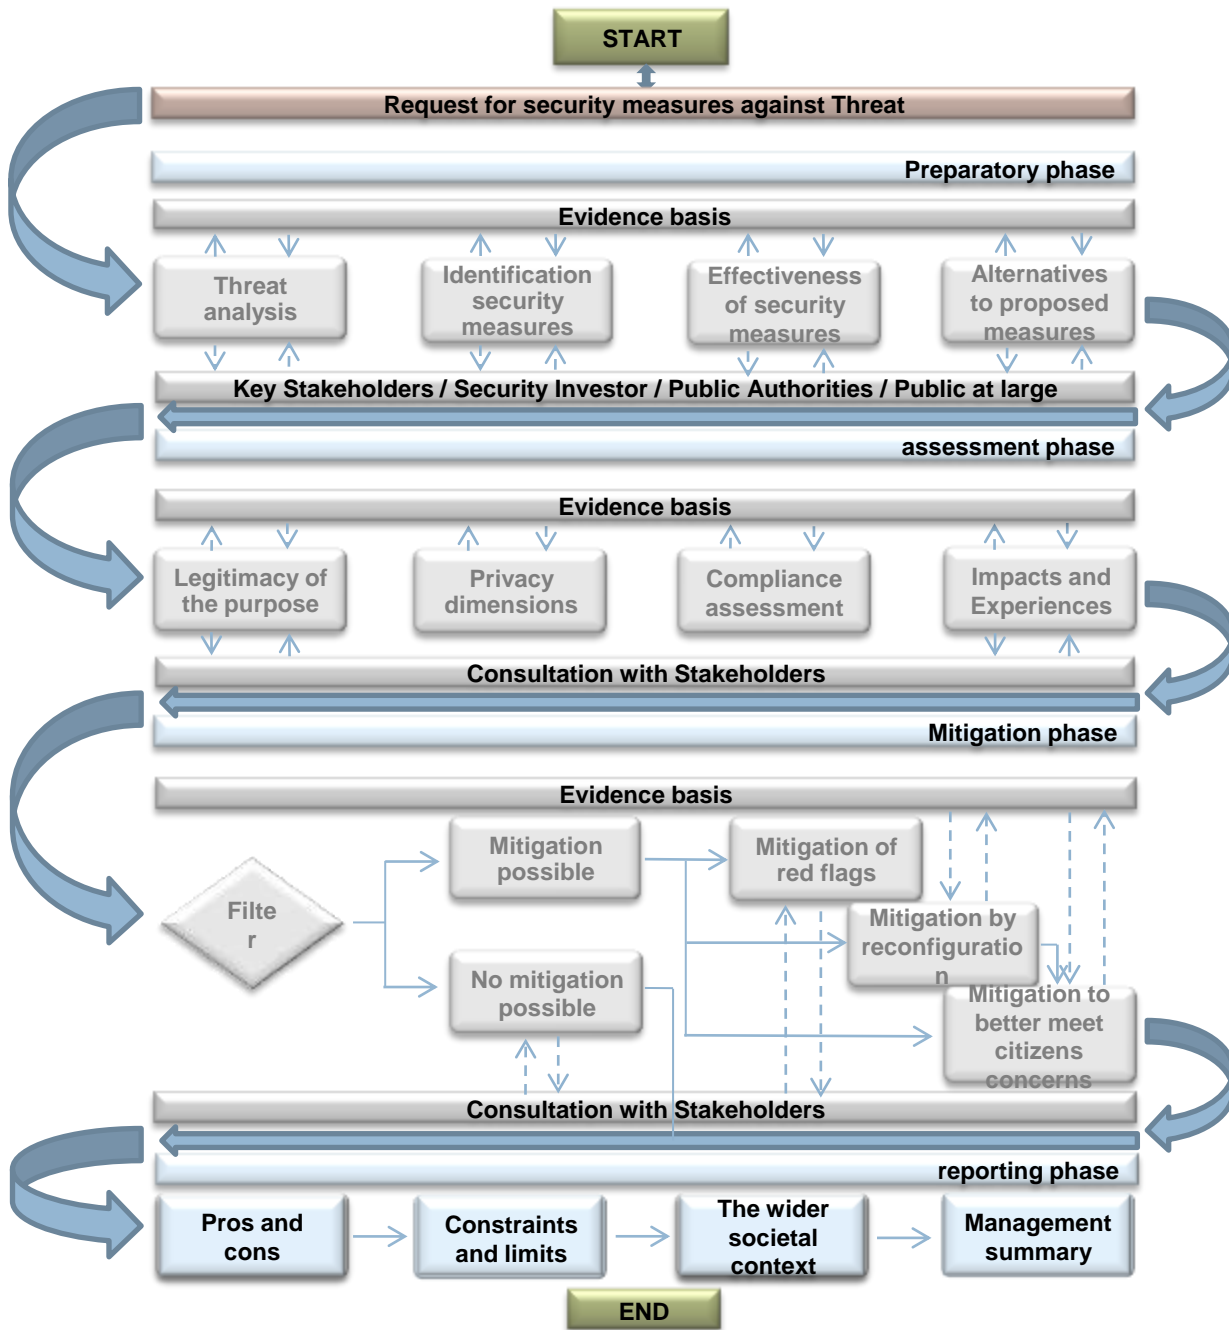 START
Request for security measures against Threat
Preparatory phase
Evidence basis
Threat
analysis
Identification
security
measures
Effectiveness
of security
measures
Alternatives
to proposed
measures
Key Stakeholders / Security Investor / Public Authorities / Public at large
assessment phase
Evidence basis
Legitimacy of
the purpose
Privacy
dimensions
Compliance
assessment
Impacts and
Experiences
Consultation with Stakeholders
Mitigation phase
Evidence basis
Filte
r
Mitigation
possible
No mitigation
possible
Mitigation of
red flags
Mitigation by
reconfiguratio
n
Mitigation to
better meet
citizens
concerns
Consultation with Stakeholders
reporting phase
Pros and
cons
Constraints
and limits
The wider
societal
context
Management
summary
END